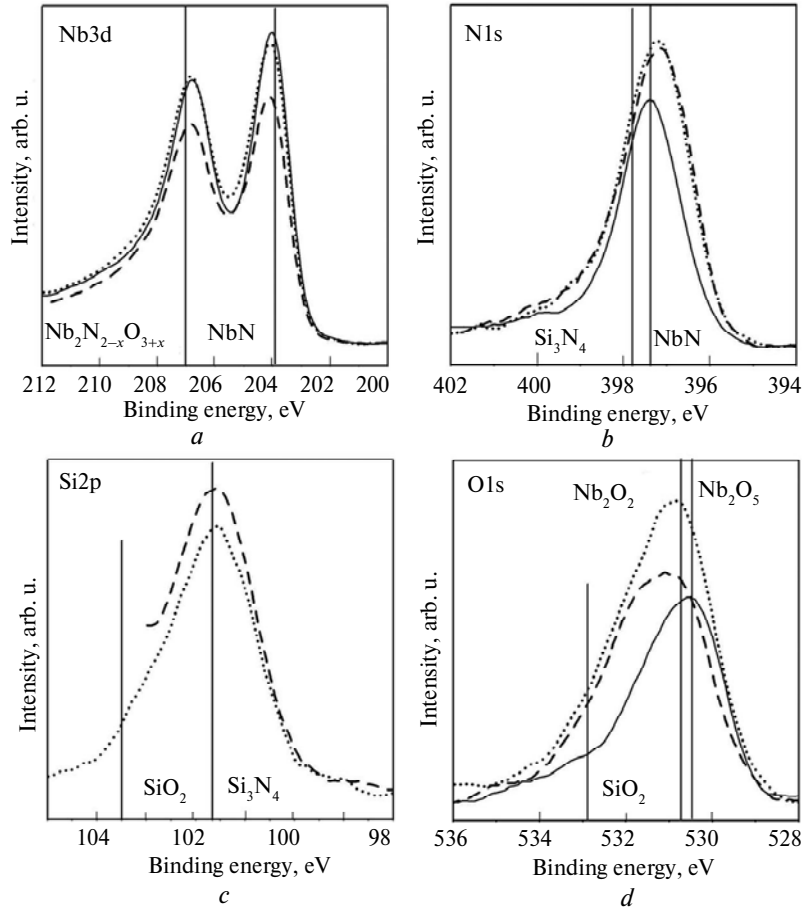 Nb3d
Intensity, arb. u.
Nb₂N₂₋ₓO₃₊ₓ NbN
212 210 208 206 204 202 200
Binding energy, eV
a
N1s
Intensity, arb. u.
Si₃N₄ NbN
402 400 398 396 394
Binding energy, eV
b
Si2p
Intensity, arb. u.
SiO₂ Si₃N₄
104 102 100 98
Binding energy, eV
c
O1s
Nb₂O₂ Nb₂O₅
Intensity, arb. u.
SiO₂
536 534 532 530 528
Binding energy, eV
d